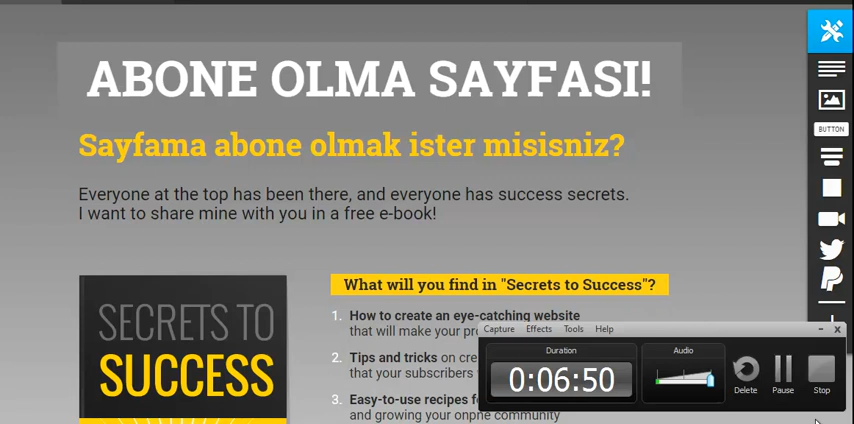 ABONE OLMA SAYFASI!
Sayfama abone olmak ister misisniz?
Everyone at the top has been there, and everyone has success secrets.
I want to share mine with you in a free e-book!
SECRETS TO
SUCCESS
What will you find in "Secrets to Success"?
1. How to create an eye-catching website
that will make your
2. Tips and tricks on
that your subscribers
3. Easy-to-use recipes
and growing your community
BUTTON
Capture Effects Tools Help
Duration
0:06:50
Audio
Delete Pause Stop